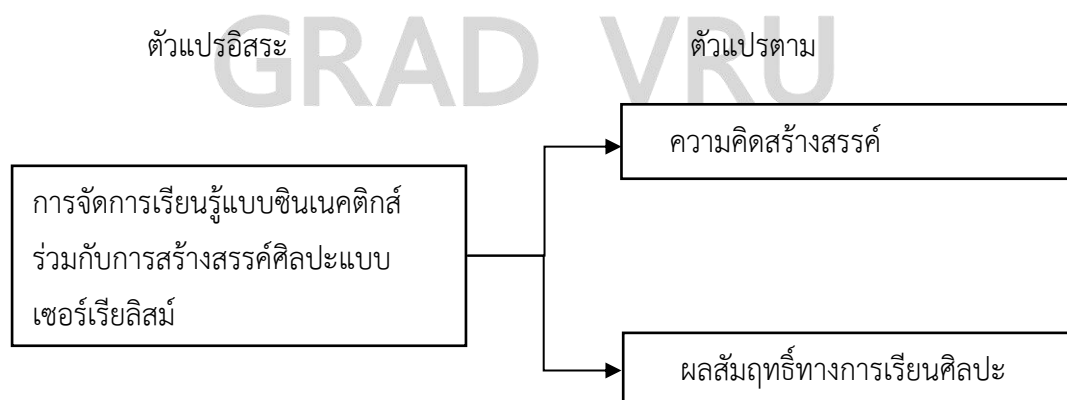 GRAD VRU
ตัวแปรอิสระ
ตัวแปรตาม
ความคิดสร้างสรรค์
การจัดการเรียนรู้แบบซินเนคติกส์
ร่วมกับการสร้างสรรค์ศิลปะแบบ
เซอร์เรียลิสม์
ผลสัมฤทธิ์ทางการเรียนศิลปะ